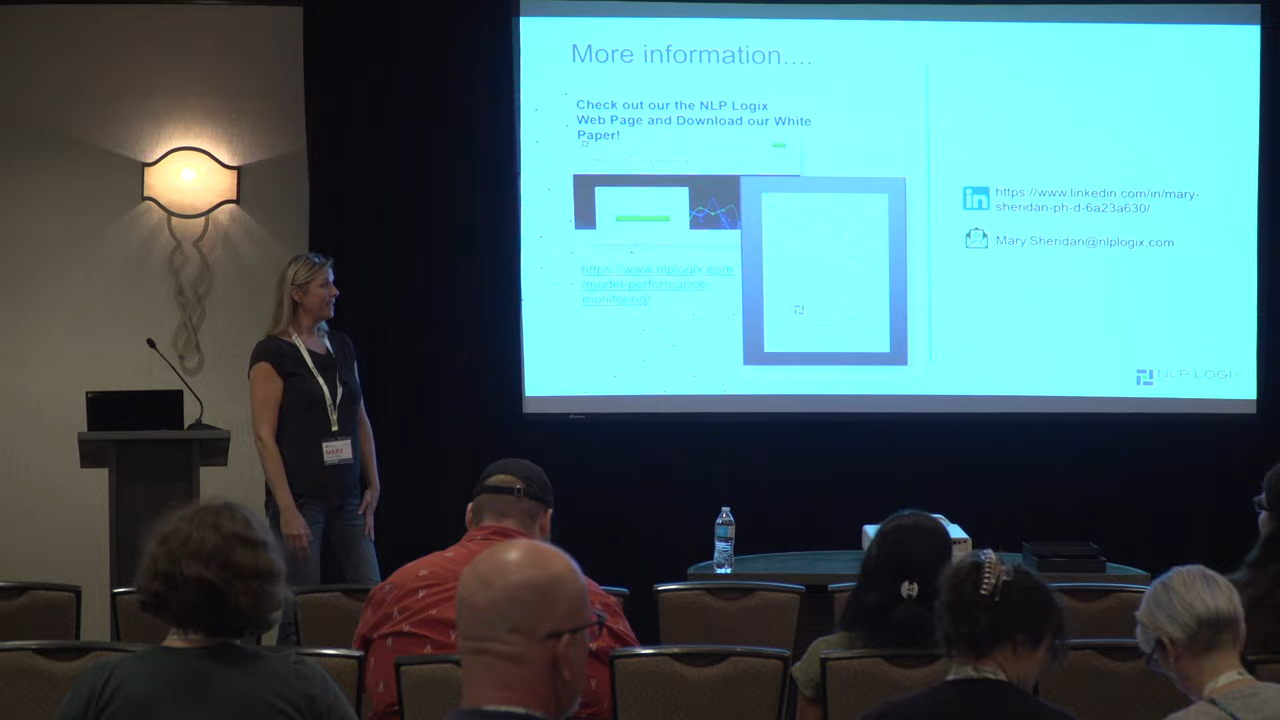 More information....
Check out our the NLP Logix
Web Page and Download our White
Paper!
https://www.nlplogix.com
/model-performance-
monitoring/
https://www.linkedin.com/in/mary-
sheridan-ph-d-6a23a630/
Mary.Sheridan@nlplogix.com
NLP LOGIX
MARY